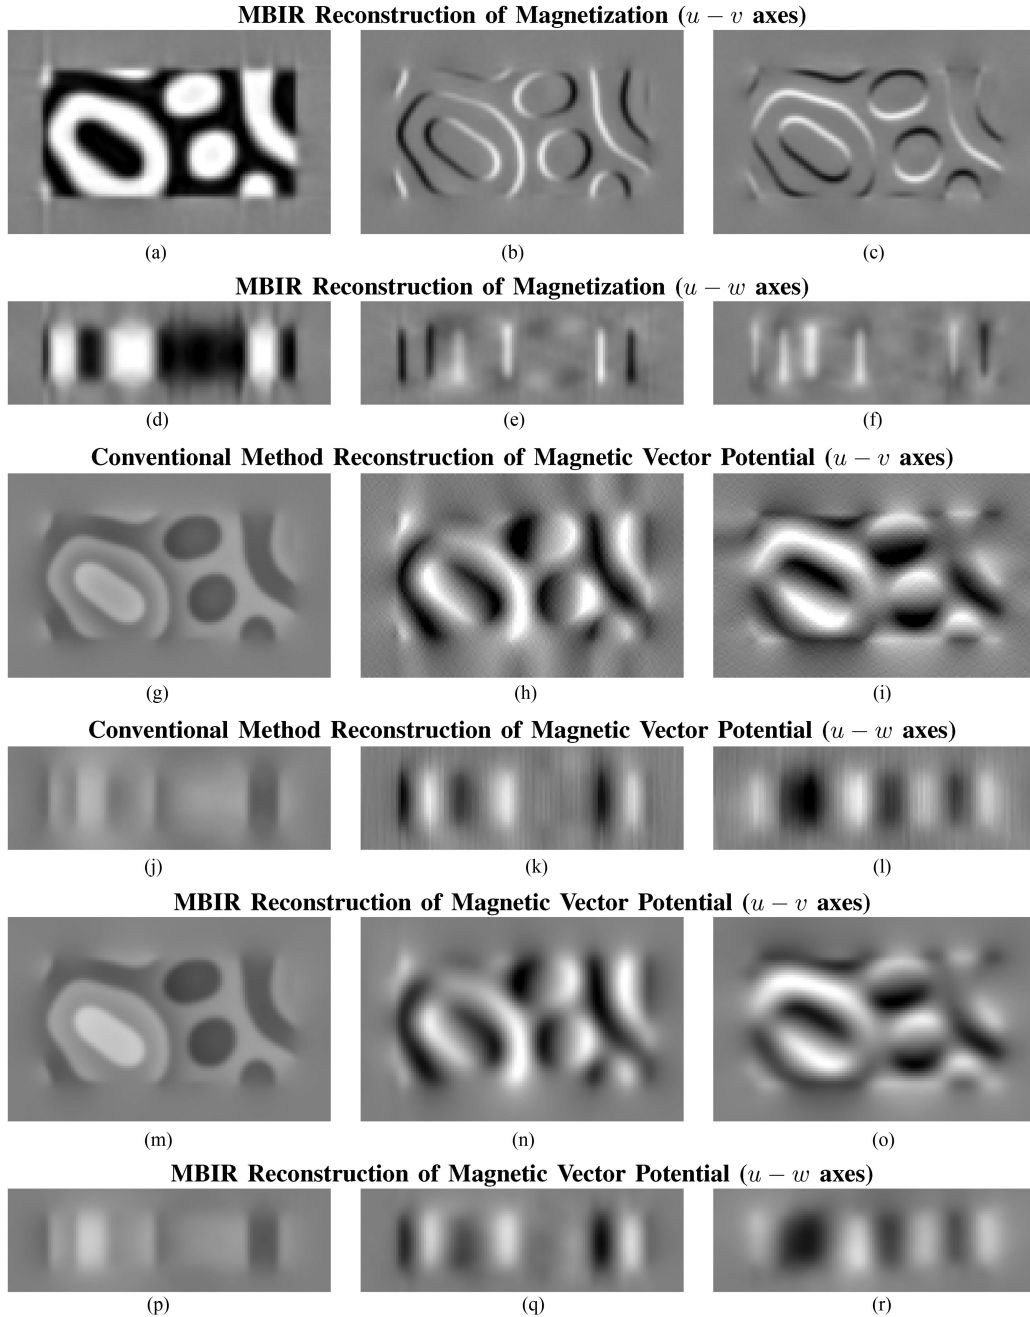 MBIR Reconstruction of Magnetization (u − v axes)
(a) (b) (c)
MBIR Reconstruction of Magnetization (u − w axes)
(d) (e) (f)
Conventional Method Reconstruction of Magnetic Vector Potential (u − v axes)
(g) (h) (i)
Conventional Method Reconstruction of Magnetic Vector Potential (u − w axes)
(j) (k) (l)
MBIR Reconstruction of Magnetic Vector Potential (u − v axes)
(m) (n) (o)
MBIR Reconstruction of Magnetic Vector Potential (u − w axes)
(p) (q) (r)